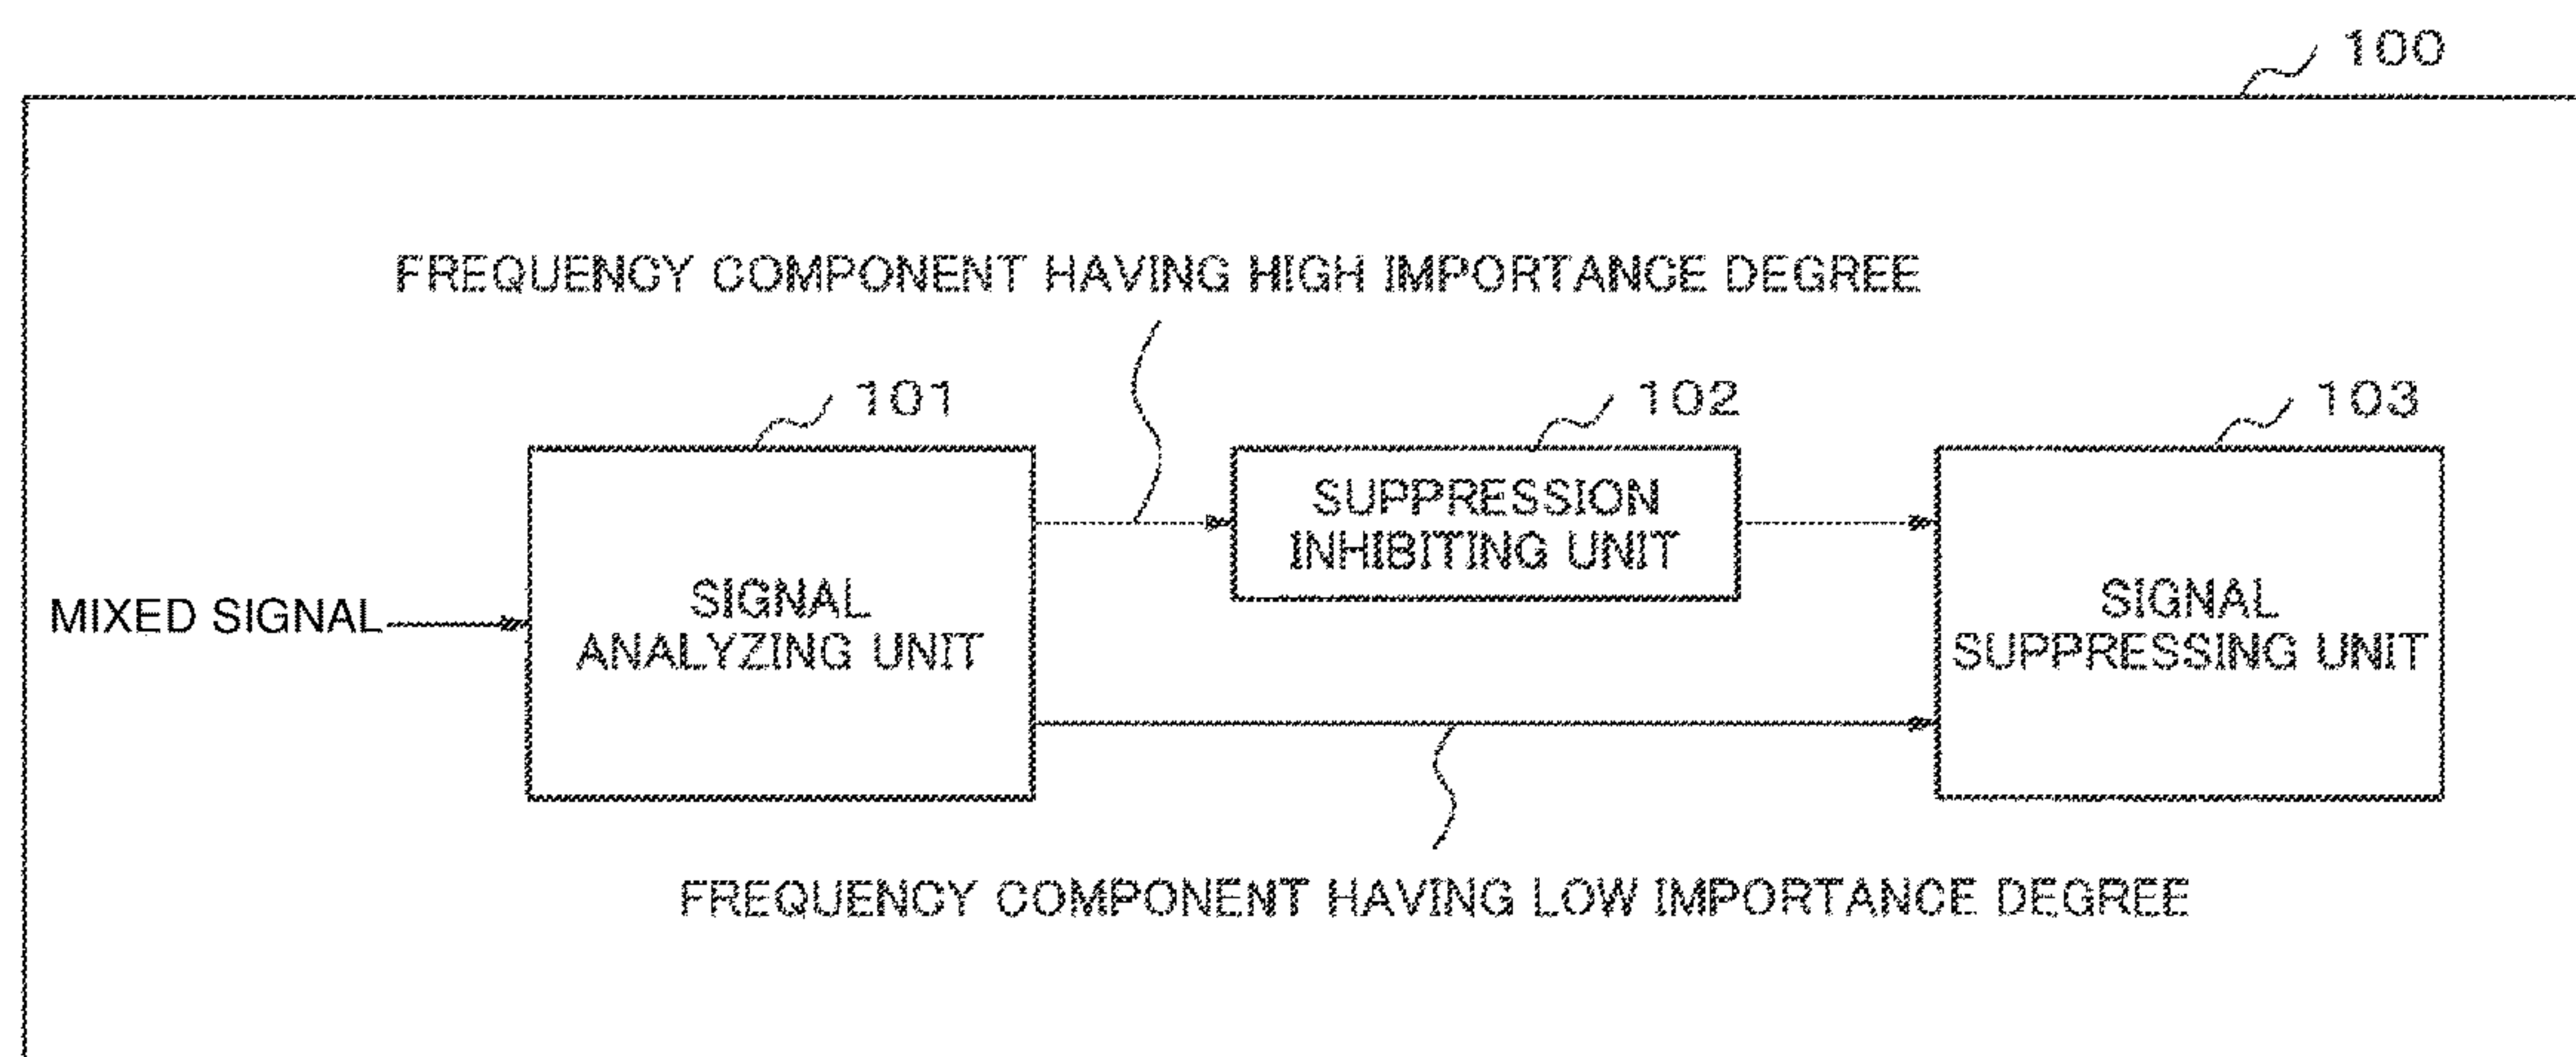 100
FREQUENCY COMPONENT HAVING HIGH IMPORTANCE DEGREE
101
102
103
SUPPRESSION
INHIBITING UNIT
MIXED SIGNAL
SIGNAL
ANALYZING UNIT
SIGNAL
SUPPRESSING UNIT
FREQUENCY COMPONENT HAVING LOW IMPORTANCE DEGREE